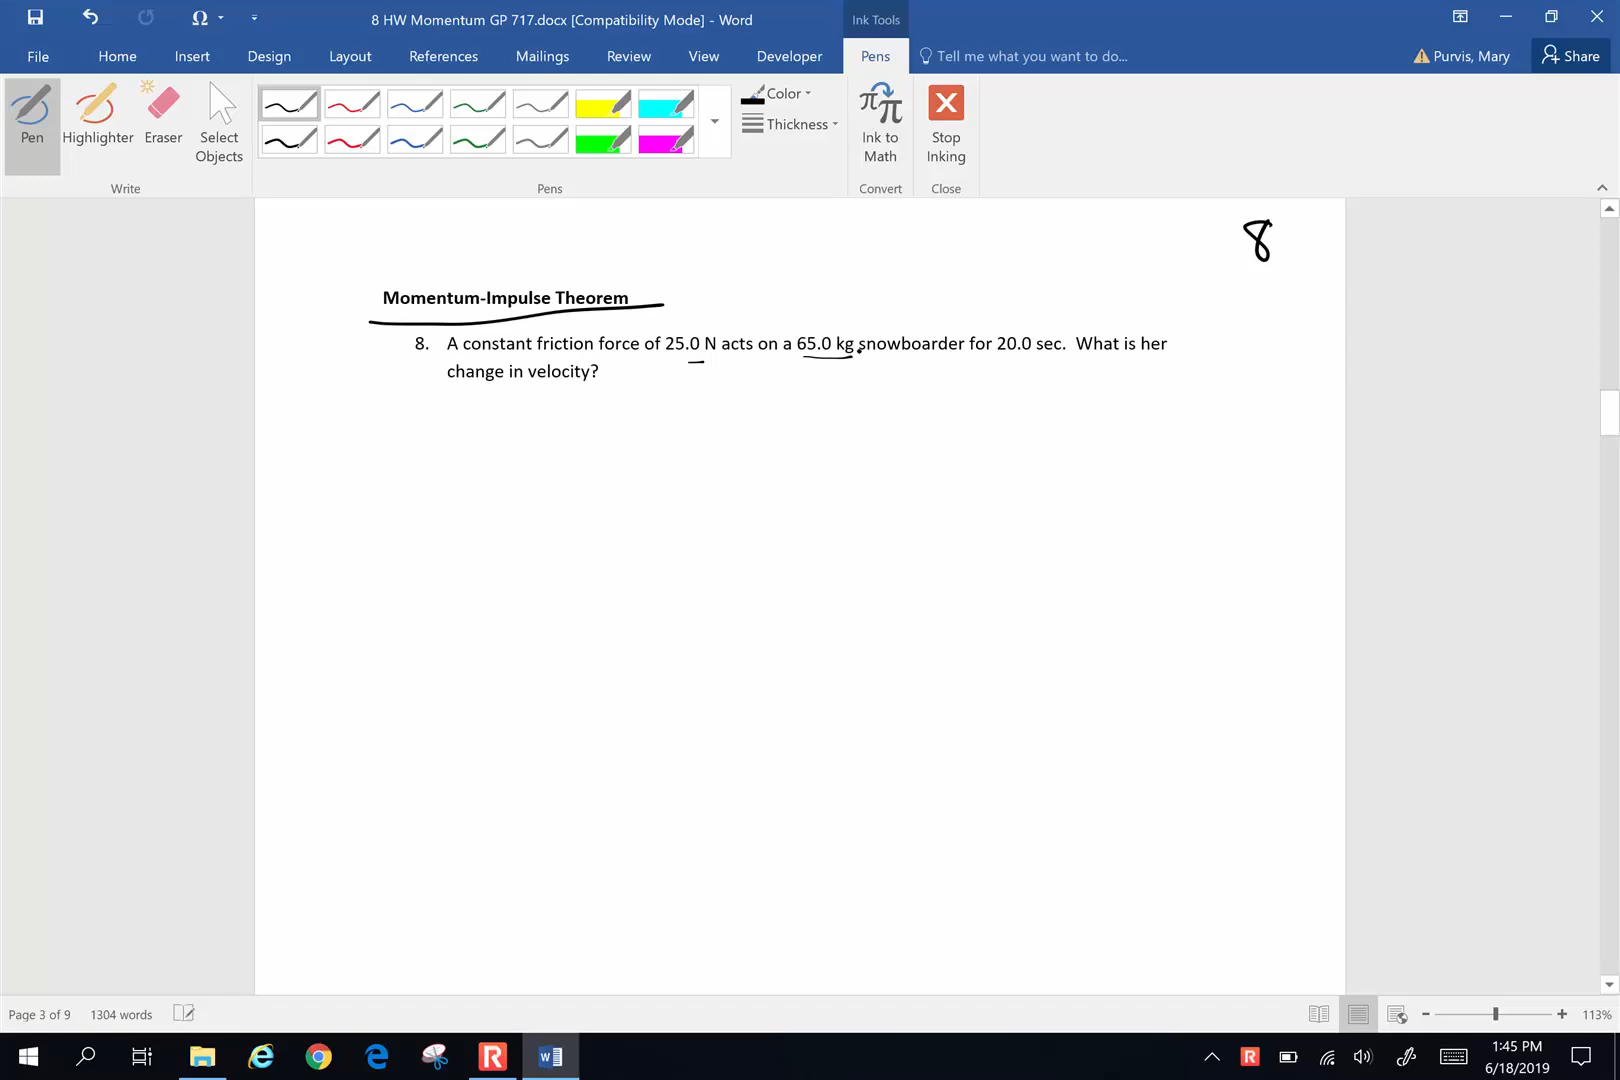 8 HW Momentum GP 717.docx [Compatibility Mode] - Word
Ink Tools
File Home Insert Design Layout References Mailings Review View Developer Pens Tell me what you want to do... Purvis, Mary Share
Pen Highlighter Eraser Select Objects
Color
Thickness
Ink to Math
Stop Inking
Write Pens Convert Close
8
Momentum-Impulse Theorem
8. A constant friction force of 25.0 N acts on a 65.0 kg snowboarder for 20.0 sec. What is her
change in velocity?
Page 3 of 9 1304 words 113%
1:45 PM
6/18/2019